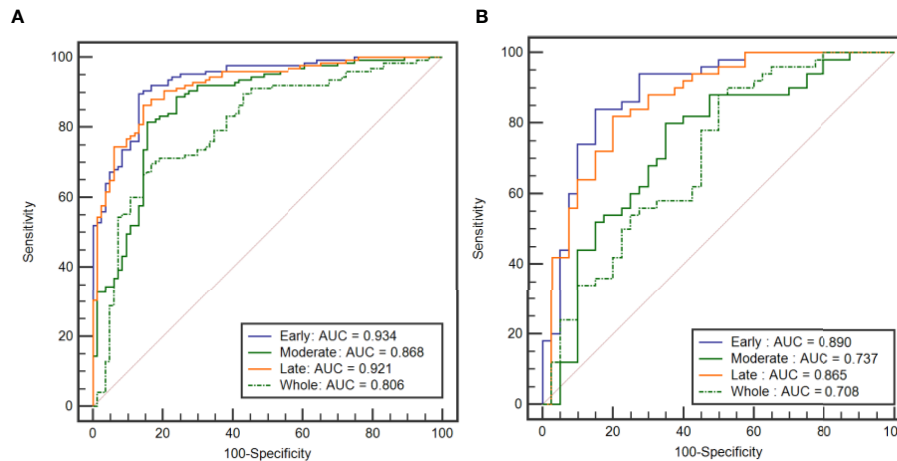 A
100
80
60
40
20
0
Sensitivity
0 20 40 60 80 100
100-Specificity
Early: AUC = 0.934
Moderate: AUC = 0.868
Late: AUC = 0.921
Whole: AUC = 0.806
B
100
80
60
40
20
0
Sensitivity
0 20 40 60 80 100
100-Specificity
Early : AUC = 0.890
Moderate : AUC = 0.737
Late : AUC = 0.865
Whole : AUC = 0.708